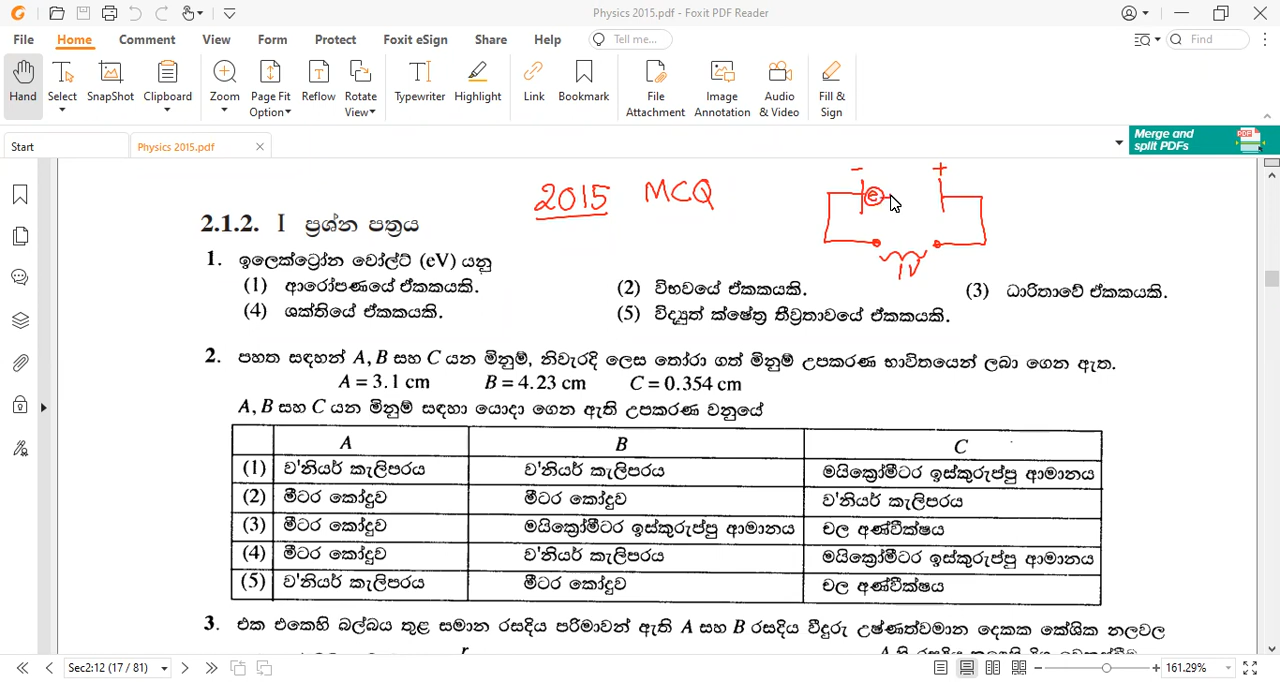 Physics 2015.pdf - Foxit PDF Reader
File Home Comment View Form Protect Foxit eSign Share Help Tell me... Find
Hand Select SnapShot Clipboard Zoom Page Fit Option Reflow Rotate View Typewriter Highlight Link Bookmark File Attachment Image Annotation Audio & Video Fill & Sign
Start Physics 2015.pdf Merge and split PDFs PDF
2015 MCQ
- +
e
1V
2.1.2. I ප්‍රශ්න පත්‍රය
1. ඉලෙක්ට්‍රෝන වෝල්ට් (eV) යනු
(1) ආරෝපණයේ ඒකකයකි. (2) විභවයේ ඒකකයකි. (3) ධාරිතාවේ ඒකකයකි.
(4) ශක්තියේ ඒකකයකි. (5) විද්‍යුත් ක්ෂේත්‍ර තීව්‍රතාවයේ ඒකකයකි.
2. පහත සඳහන් A, B සහ C යන මිනුම්, නිවැරදි ලෙස තෝරා ගත් මිනුම් උපකරණ භාවිතයෙන් ලබා ගෙන ඇත.
A = 3.1 cm B = 4.23 cm C = 0.354 cm
A, B සහ C යන මිනුම් සඳහා යොදා ගෙන ඇති උපකරණ වනුයේ
A B C
(1) ව'නියර් කැලිපරය ව'නියර් කැලිපරය මයික්‍රෝමීටර ඉස්කුරුප්පු ආමානය
(2) මීටර කෝදුව මීටර කෝදුව ව'නියර් කැලිපරය
(3) මීටර කෝදුව මයික්‍රෝමීටර ඉස්කුරුප්පු ආමානය චල අණ්වීක්ෂය
(4) මීටර කෝදුව ව'නියර් කැලිපරය මයික්‍රෝමීටර ඉස්කුරුප්පු ආමානය
(5) ව'නියර් කැලිපරය මීටර කෝදුව චල අණ්වීක්ෂය
3. එක එකෙහි බල්බය තුළ සමාන රසදිය පරිමාවන් ඇති A සහ B රසදිය වීදුරු උෂ්ණත්වමාන දෙකක කේශික නලවල
Sec2:12 (17 / 81) 161.29%